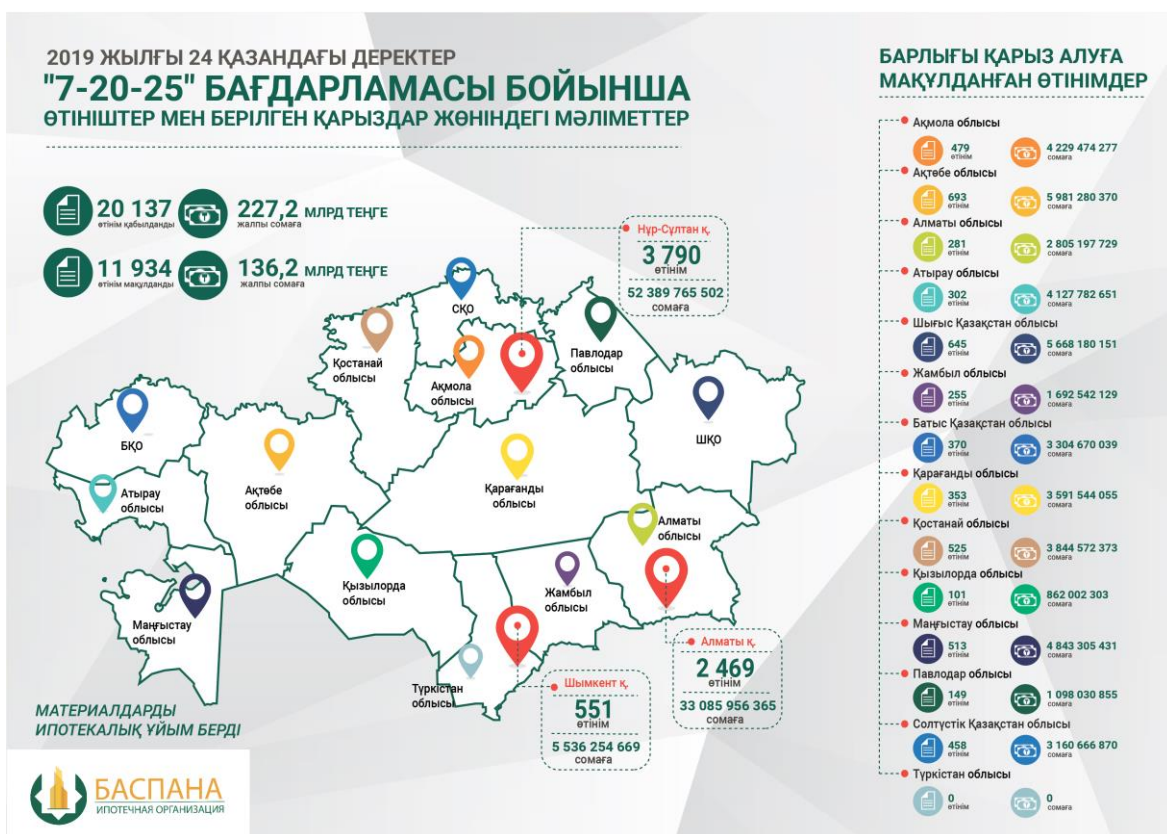 2019 ЖЫЛҒЫ 24 ҚАЗАНДАҒЫ ДЕРЕКТЕР
"7-20-25" БАҒДАРЛАМАСЫ БОЙЫНША
ӨТІНІШТЕР МЕН БЕРІЛГЕН ҚАРЫЗДАР ЖӨНІНДЕГІ МӘЛІМЕТТЕР
20 137
өтінім қабылданды
227,2 МЛРД ТЕҢГЕ
жалпы сомаға
11 934
өтінім мақұлданды
136,2 МЛРД ТЕҢГЕ
жалпы сомаға
Нұр-Сұлтан қ.
3 790
өтінім
52 389 765 502
сомаға
СҚО
Қостанай
облысы
Ақмола
облысы
Павлодар
облысы
БҚО
ШҚО
Атырау
облысы
Ақтөбе
облысы
Қарағанды
облысы
Алматы
облысы
Қызылорда
облысы
Жамбыл
облысы
Маңғыстау
облысы
Түркістан
облысы
Шымкент қ.
551
өтінім
5 536 254 669
сомаға
Алматы қ.
2 469
өтінім
33 085 956 365
сомаға
МАТЕРИАЛДАРДЫ
ИПОТЕКАЛЫҚ ҰЙЫМ БЕРДІ
БАСПАНА
ИПОТЕЧНАЯ ОРГАНИЗАЦИЯ
БАРЛЫҒЫ ҚАРЫЗ АЛУҒА
МАҚҰЛДАНҒАН ӨТІНІМДЕР
Ақмола облысы
479
өтінім
4 229 474 277
сомаға
Ақтөбе облысы
693
өтінім
5 981 280 370
сомаға
Алматы облысы
281
өтінім
2 805 197 729
сомаға
Атырау облысы
302
өтінім
4 127 782 651
сомаға
Шығыс Қазақстан облысы
645
өтінім
5 668 180 151
сомаға
Жамбыл облысы
255
өтінім
1 692 542 129
сомаға
Батыс Қазақстан облысы
370
өтінім
3 304 670 039
сомаға
Қарағанды облысы
353
өтінім
3 591 544 055
сомаға
Қостанай облысы
525
өтінім
3 844 572 373
сомаға
Қызылорда облысы
101
өтінім
862 002 303
сомаға
Маңғыстау облысы
513
өтінім
4 843 305 431
сомаға
Павлодар облысы
149
өтінім
1 098 030 855
сомаға
Солтүстік Қазақстан облысы
458
өтінім
3 160 666 870
сомаға
Түркістан облысы
0
өтінім
0
сомаға